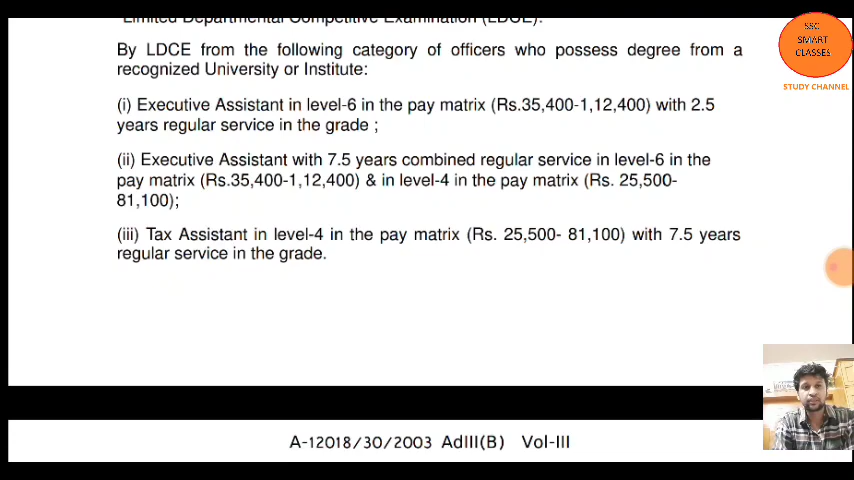 Limited Departmental Competitive Examination (LDCE):
By LDCE from the following category of officers who possess degree from a
recognized University or Institute:
(i) Executive Assistant in level-6 in the pay matrix (Rs.35,400-1,12,400) with 2.5
years regular service in the grade ;
(ii) Executive Assistant with 7.5 years combined regular service in level-6 in the
pay matrix (Rs.35,400-1,12,400) & in level-4 in the pay matrix (Rs. 25,500-
81,100);
(iii) Tax Assistant in level-4 in the pay matrix (Rs. 25,500- 81,100) with 7.5 years
regular service in the grade.
A-12018/30/2003 AdIII(B) Vol-III
SSC
SMART
CLASSES
STUDY CHANNEL